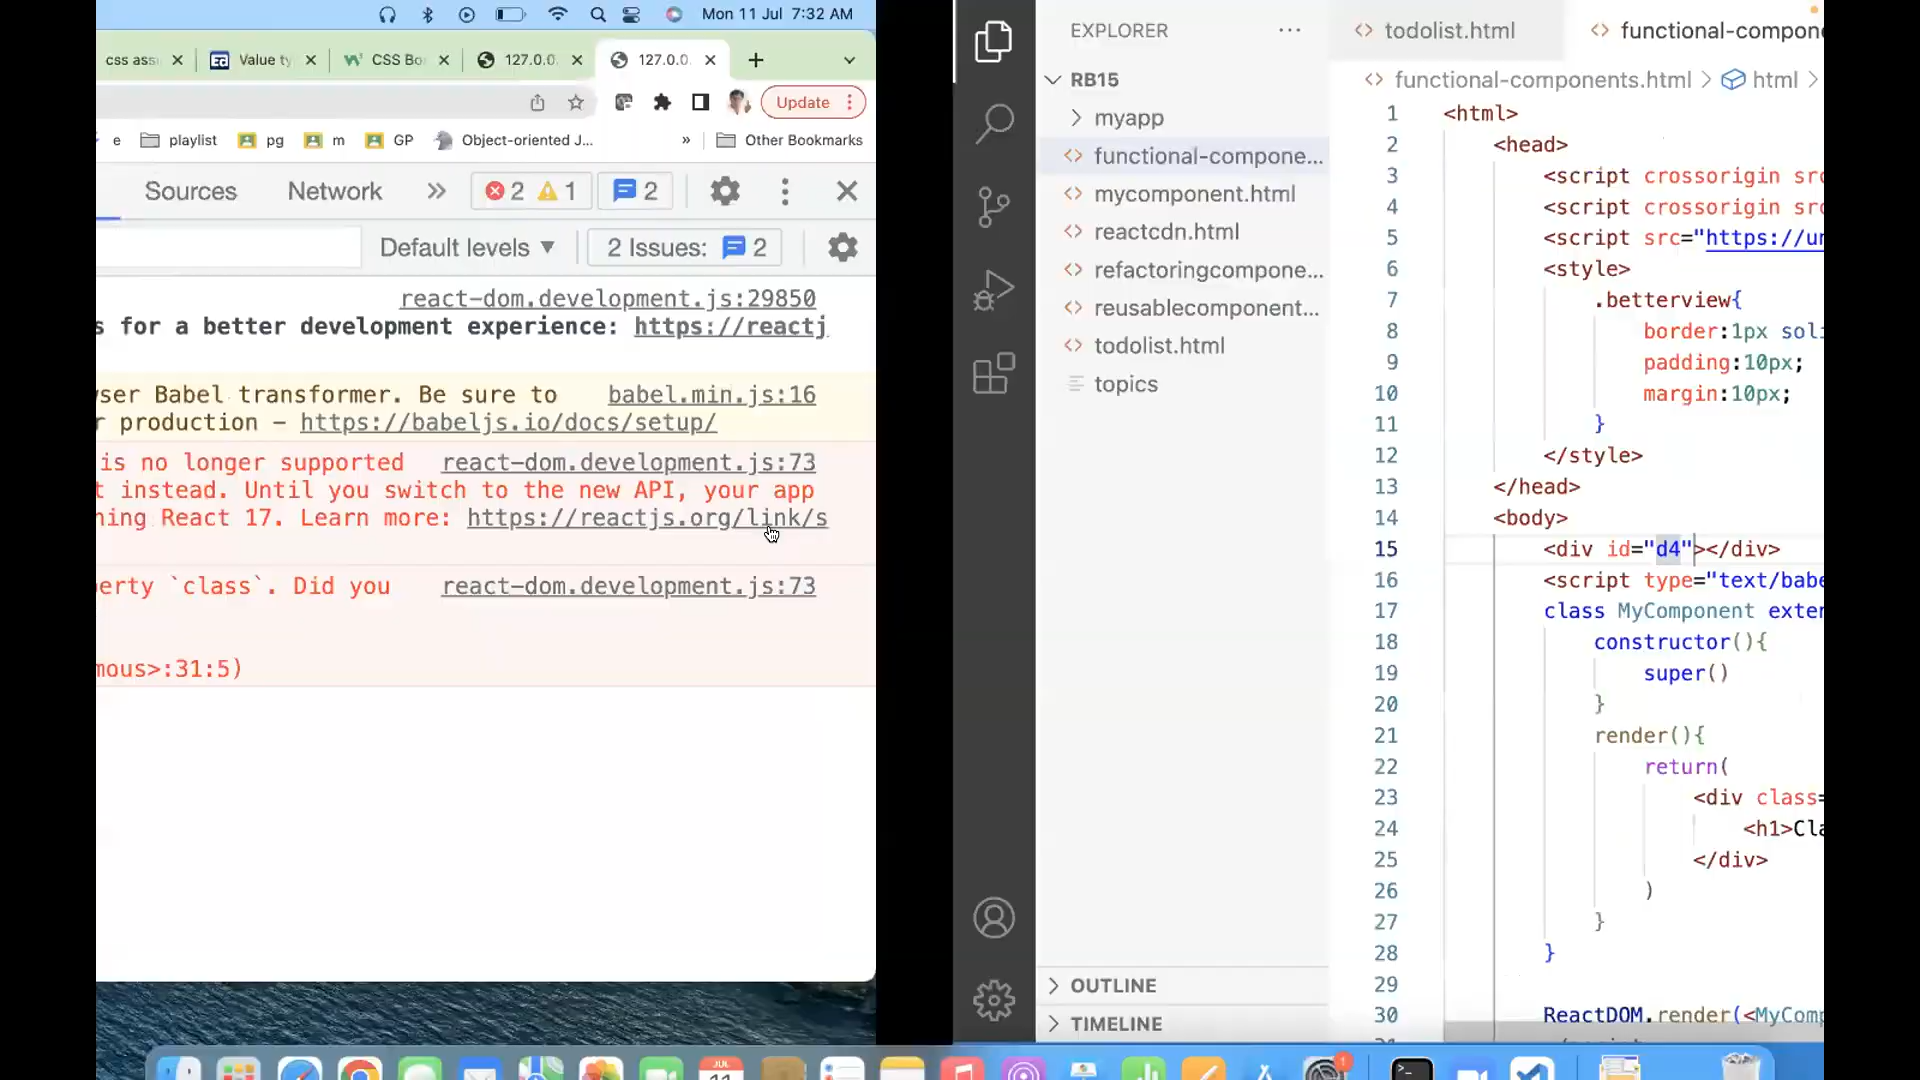 Mon 11 Jul 7:32 AM
css ass
Value ty
CSS Bo
127.0.0.
127.0.0.
Update
e
playlist
pg
m
GP
Object-oriented J...
»
Other Bookmarks
Sources
Network
2
1
2
Default levels ▼
2 Issues:
2
react-dom.development.js:29850
s for a better development experience: https://reactj
ser Babel transformer. Be sure to
babel.min.js:16
r production – https://babeljs.io/docs/setup/
is no longer supported
react-dom.development.js:73
t instead. Until you switch to the new API, your app
ning React 17. Learn more: https://reactjs.org/link/s
erty `class`. Did you
react-dom.development.js:73
mous>:31:5)
EXPLORER
RB15
myapp
functional-compone...
mycomponent.html
reactcdn.html
refactoringcompone...
reusablecomponent...
todolist.html
topics
OUTLINE
TIMELINE
todolist.html
functional-compone
functional-components.html > html >
1 <html>
2 <head>
3 <script crossorigin src
4 <script crossorigin src
5 <script src="https://un
6 <style>
7 .betterview{
8 border:1px soli
9 padding:10px;
10 margin:10px;
11 }
12 </style>
13 </head>
14 <body>
15 <div id="d4"></div>
16 <script type="text/babe
17 class MyComponent exten
18 constructor(){
19 super()
20 }
21 render(){
22 return(
23 <div class=
24 <h1>Cla
25 </div>
26 )
27 }
28 }
29
30 ReactDOM.render(<MyComp
JUL
11
1